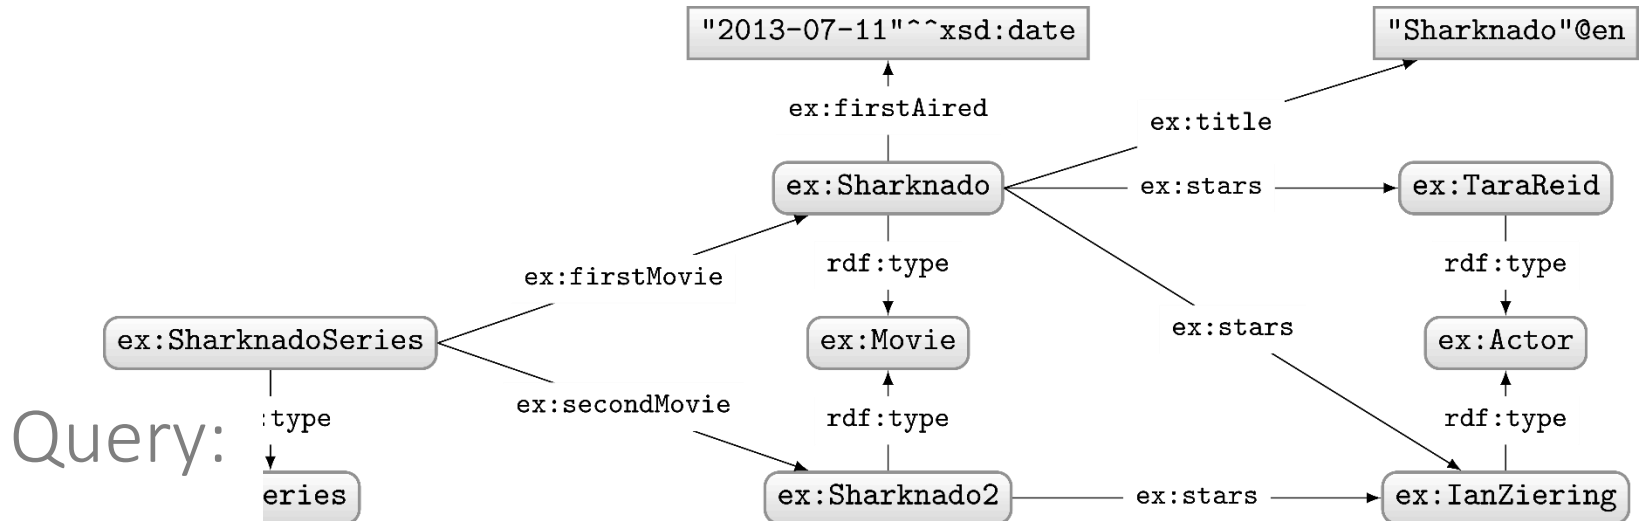 "2013-07-11"^^xsd:date
"Sharknado"@en
ex:firstAired
ex:title
ex:Sharknado
ex:stars
ex:TaraReid
ex:firstMovie
rdf:type
rdf:type
ex:stars
ex:SharknadoSeries
ex:Movie
ex:Actor
ex:secondMovie
:type
rdf:type
rdf:type
Query:
eries
ex:Sharknado2
ex:stars
ex:IanZiering